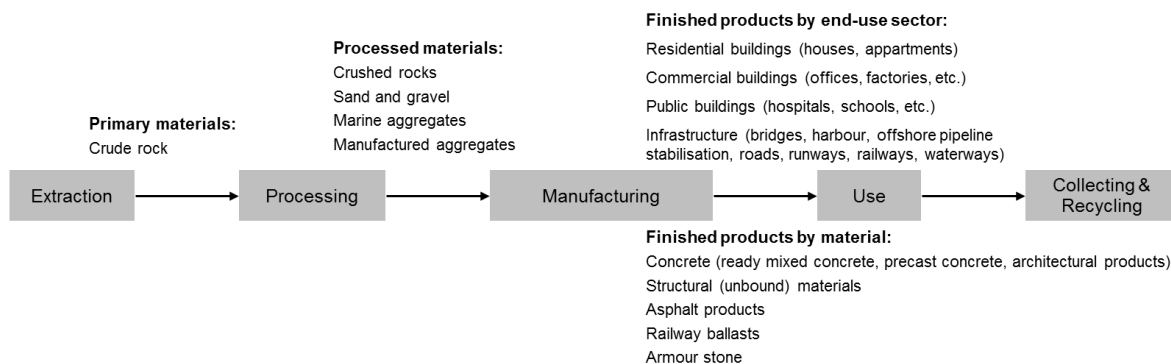 Finished products by end-use sector:
Residential buildings (houses, appartments)
Commercial buildings (offices, factories, etc.)
Public buildings (hospitals, schools, etc.)
Infrastructure (bridges, harbour, offshore pipeline
stabilisation, roads, runways, railways, waterways)
Processed materials:
Crushed rocks
Sand and gravel
Marine aggregates
Manufactured aggregates
Primary materials:
Crude rock
Extraction
Processing
Manufacturing
Use
Collecting &
Recycling
Finished products by material:
Concrete (ready mixed concrete, precast concrete, architectural products)
Structural (unbound) materials
Asphalt products
Railway ballasts
Armour stone